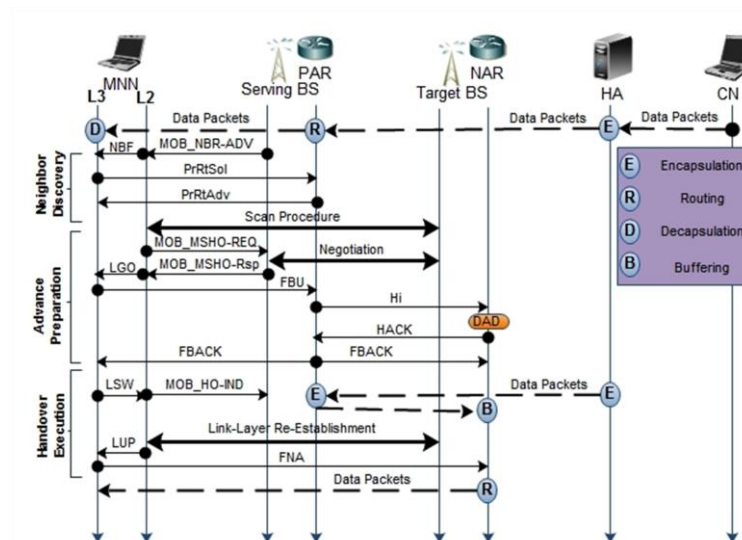 MNN
L3 L2
Serving BS
PAR
Target BS
NAR
HA
CN
Data Packets
Data Packets
Data Packets
D
R
E
NBF
MOB_NBR-ADV
PrRtSol
PrRtAdv
Neighbor
Discovery
Scan Procedure
MOB_MSHO-REQ
Negotiation
LGO
MOB_MSHO-Rsp
FBU
Hi
DAD
HACK
FBACK
FBACK
Advance
Preparation
LSW
MOB_HO-IND
E
Data Packets
E
B
Link-Layer Re-Establishment
LUP
FNA
Data Packets
R
Handover
Execution
E Encapsulation
R Routing
D Decapsulation
B Buffering